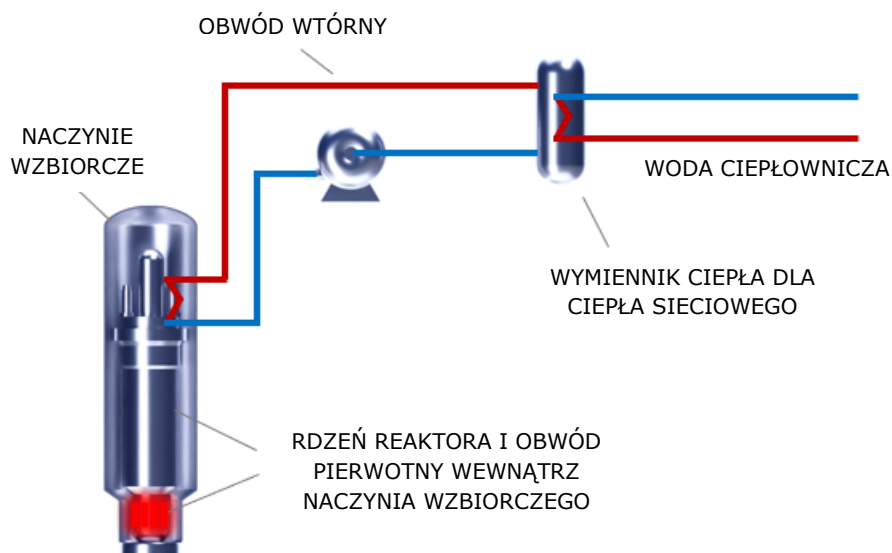 OBWÓD WTÓRNY
NACZYNIE
WZBIORCZE
WODA CIEPŁOWNICZA
WYMIENNIK CIEPŁA DLA
CIEPŁA SIECIOWEGO
RDZEŃ REAKTORA I OBWÓD
PIERWOTNY WEWNĄTRZ
NACZYNIA WZBIORCZEGO